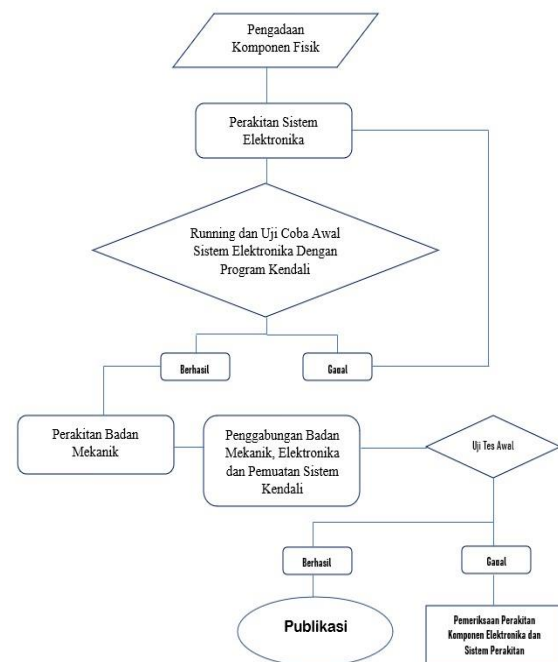 Pengadaan
Komponen Fisik
Perakitan Sistem
Elektronika
Running dan Uji Coba Awal
Sistem Elektronika Dengan
Program Kendali
Berhasil
Gagal
Perakitan Badan
Mekanik
Penggabungan Badan
Mekanik, Elektronika
dan Pemuatan Sistem
Kendali
Uji Tes Awal
Berhasil
Gagal
Publikasi
Pemeriksaan Perakitan
Komponen Elektronika dan
Sistem Perakitan